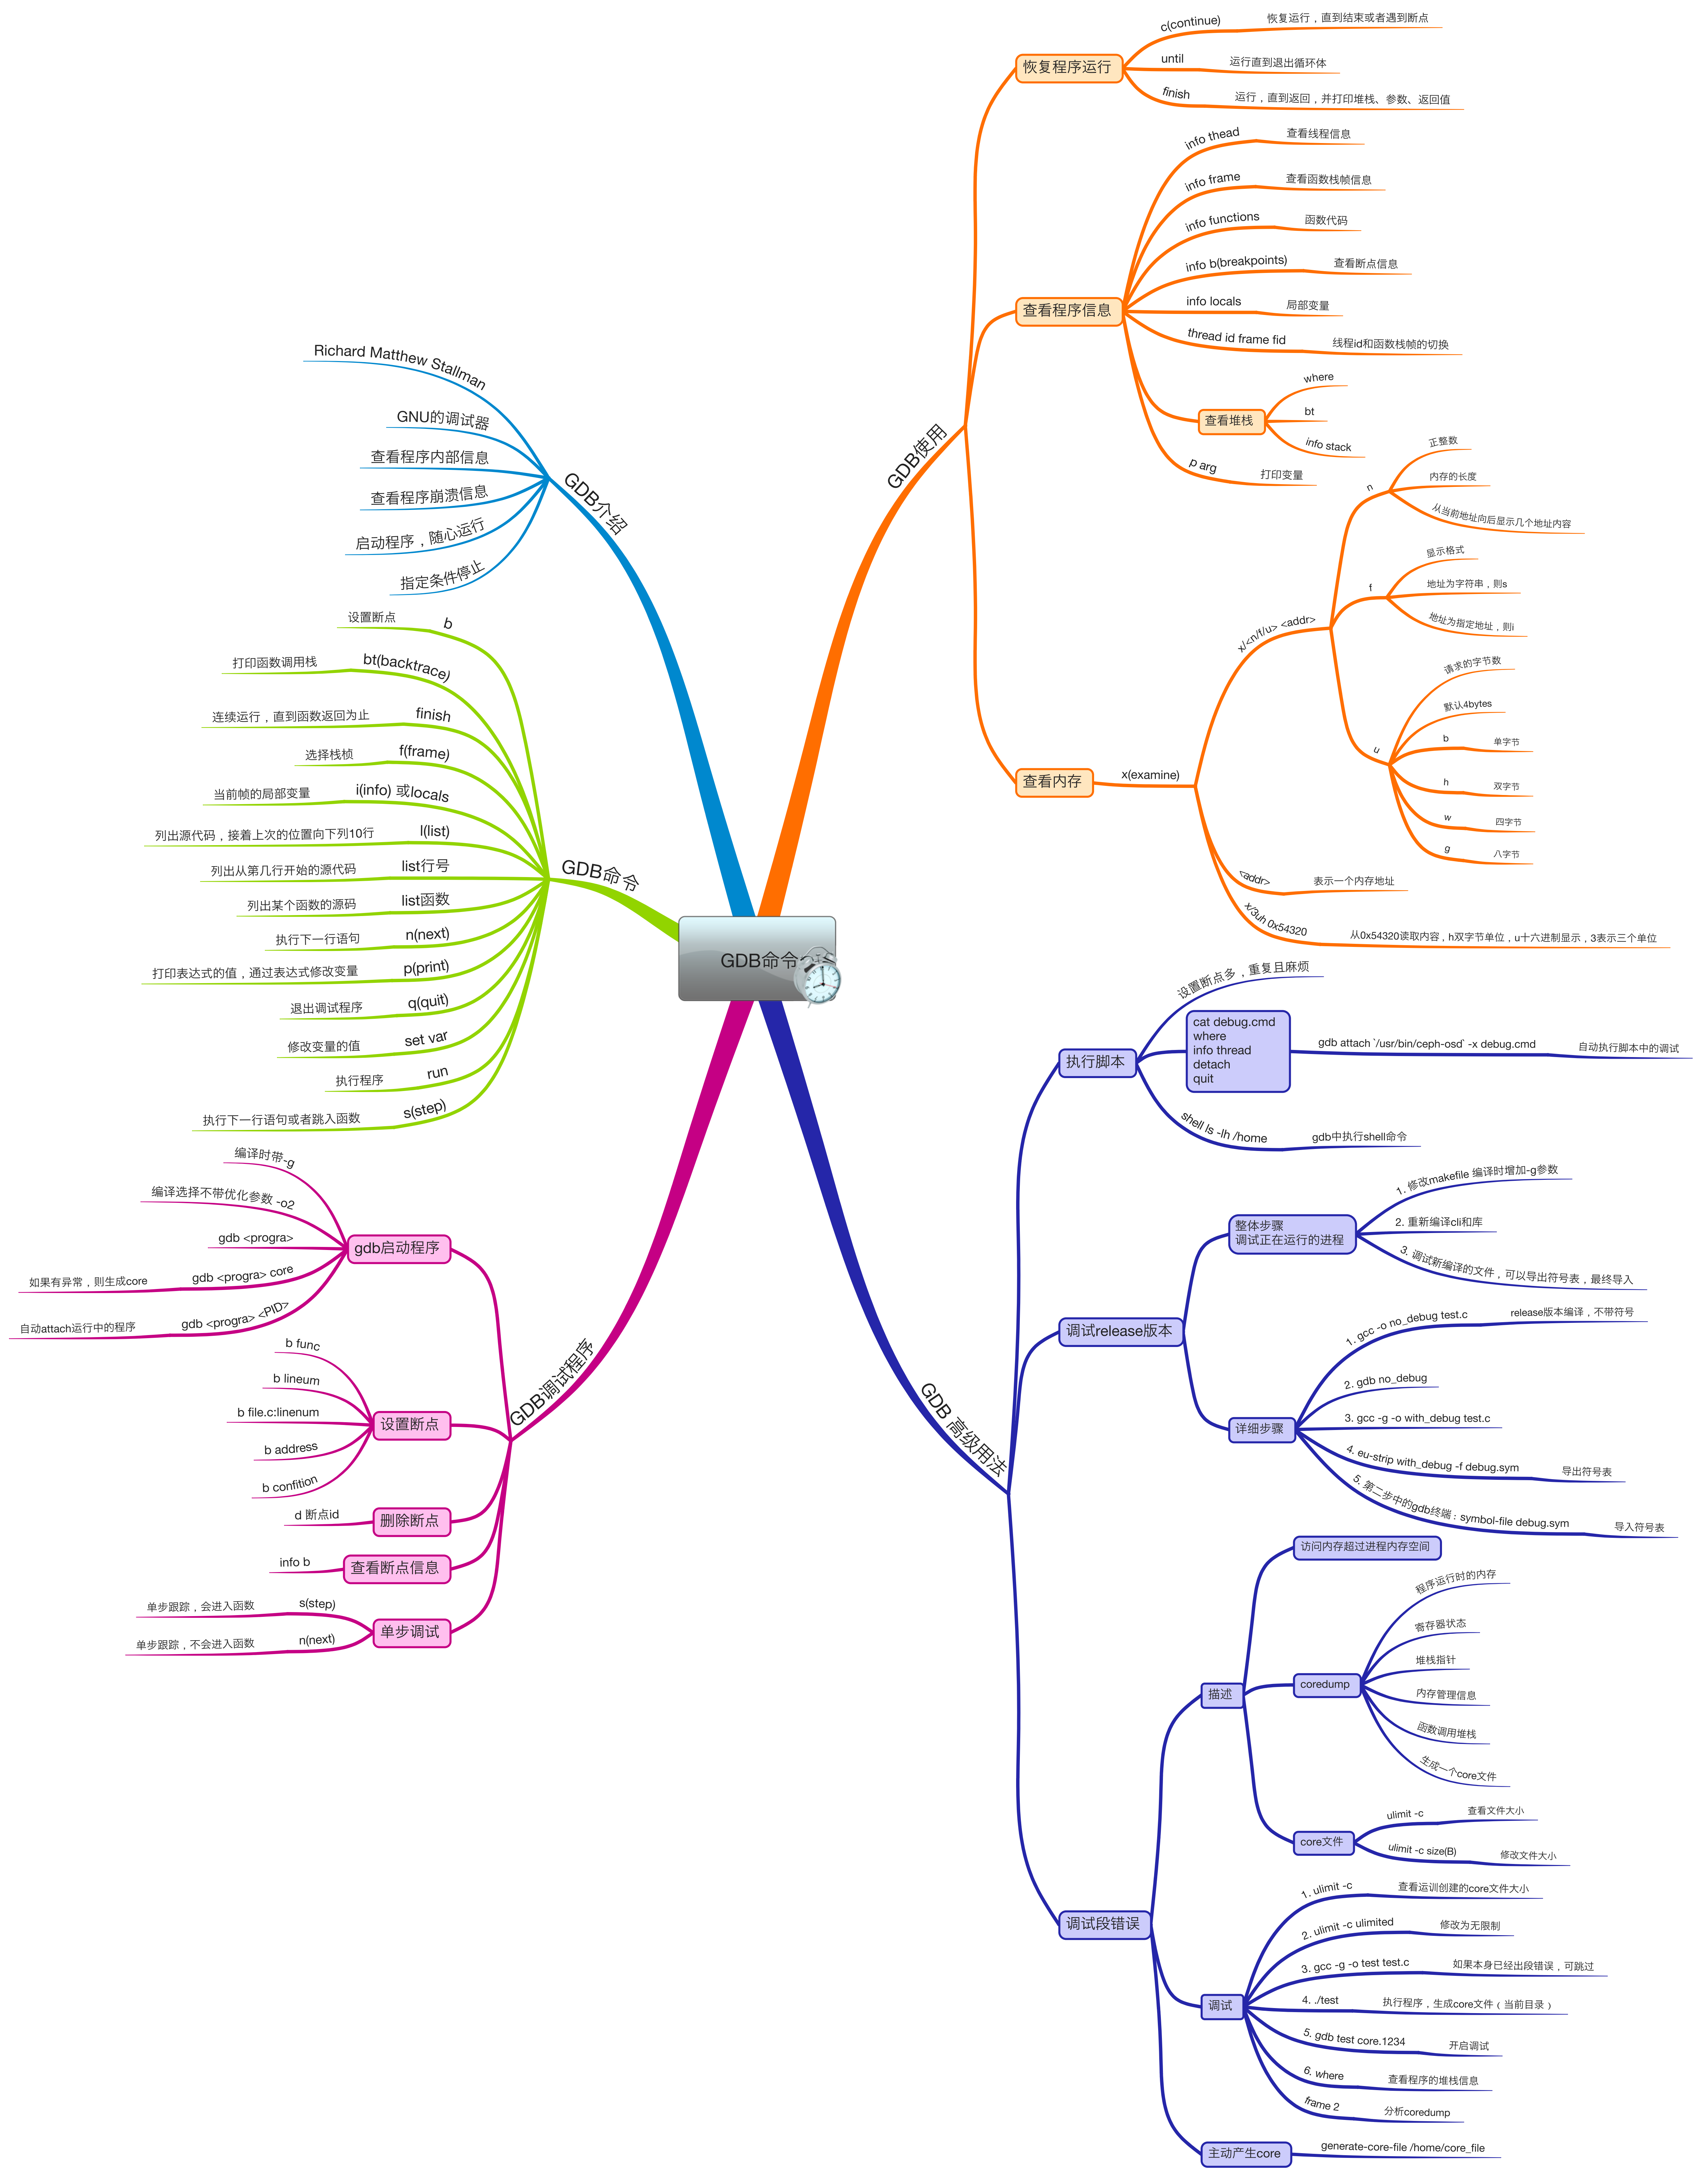 GDB命令
GDB介绍
Richard Matthew Stallman
GNU的调试器
查看程序内部信息
查看程序崩溃信息
启动程序，随心运行
指定条件停止
GDB命令
b
设置断点
bt(backtrace)
打印函数调用栈
finish
连续运行，直到函数返回为止
f(frame)
选择栈桢
i(info) 或locals
当前帧的局部变量
l(list)
列出源代码，接着上次的位置向下列10行
list行号
列出从第几行开始的源代码
list函数
列出某个函数的源码
n(next)
执行下一行语句
p(print)
打印表达式的值，通过表达式修改变量
q(quit)
退出调试程序
set var
修改变量的值
run
执行程序
s(step)
执行下一行语句或者跳入函数
GDB调试程序
gdb启动程序
编译时带-g
编译选择不带优化参数 -o2
gdb <progra>
gdb <progra> core
如果有异常，则生成core
gdb <progra> <PID>
自动attach运行中的程序
设置断点
b func
b lineum
b file.c:linenum
b address
b confition
删除断点
d 断点id
查看断点信息
info b
单步调试
s(step)
单步跟踪，会进入函数
n(next)
单步跟踪，不会进入函数
GDB使用
恢复程序运行
c(continue)
恢复运行，直到结束或者遇到断点
until
运行直到退出循环体
finish
运行，直到返回，并打印堆栈、参数、返回值
查看程序信息
info thead
查看线程信息
info frame
查看函数栈帧信息
info functions
函数代码
info b(breakpoints)
查看断点信息
info locals
局部变量
thread id frame fid
线程id和函数栈帧的切换
查看堆栈
where
bt
info stack
p arg
打印变量
查看内存
x(examine)
x/<n/f/u> <addr>
n
正整数
内存的长度
从当前地址向后显示几个地址内容
f
显示格式
地址为字符串，则s
地址为指定地址，则i
u
请求的字节数
默认4bytes
b
单字节
h
双字节
w
四字节
g
八字节
<addr>
表示一个内存地址
x/3uh 0x54320
从0x54320读取内容，h双字节单位，u十六进制显示，3表示三个单位
GDB 高级用法
执行脚本
设置断点多，重复且麻烦
cat debug.cmd
where
info thread
detach
quit
gdb attach `/usr/bin/ceph-osd` -x debug.cmd
自动执行脚本中的调试
shell ls -lh /home
gdb中执行shell命令
调试release版本
整体步骤
调试正在运行的进程
1. 修改makefile 编译时增加-g参数
2. 重新编译cli和库
3. 调试新编译的文件，可以导出符号表，最终导入
详细步骤
1. gcc -o no_debug test.c
release版本编译，不带符号
2. gdb no_debug
3. gcc -g -o with_debug test.c
4. eu-strip with_debug -f debug.sym
导出符号表
5. 第二步中的gdb终端：symbol-file debug.sym
导入符号表
调试段错误
描述
访问内存超过进程内存空间
coredump
程序运行时的内存
寄存器状态
堆栈指针
内存管理信息
函数调用堆栈
生成一个core文件
core文件
ulimit -c
查看文件大小
ulimit -c size(B)
修改文件大小
调试
1. ulimit -c
查看运训创建的core文件大小
2. ulimit -c ulimited
修改为无限制
3. gcc -g -o test test.c
如果本身已经出段错误，可跳过
4. ./test
执行程序，生成core文件（当前目录）
5. gdb test core.1234
开启调试
6. where
查看程序的堆栈信息
frame 2
分析coredump
主动产生core
generate-core-file /home/core_file